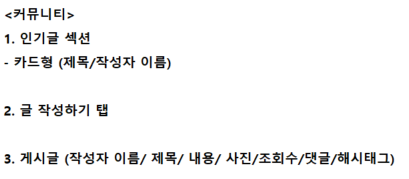 <커뮤니티>
1. 인기글 섹션
- 카드형 (제목/작성자 이름)
2. 글 작성하기 탭
3. 게시글 (작성자 이름/ 제목/ 내용/ 사진/조회수/댓글/해시태그)